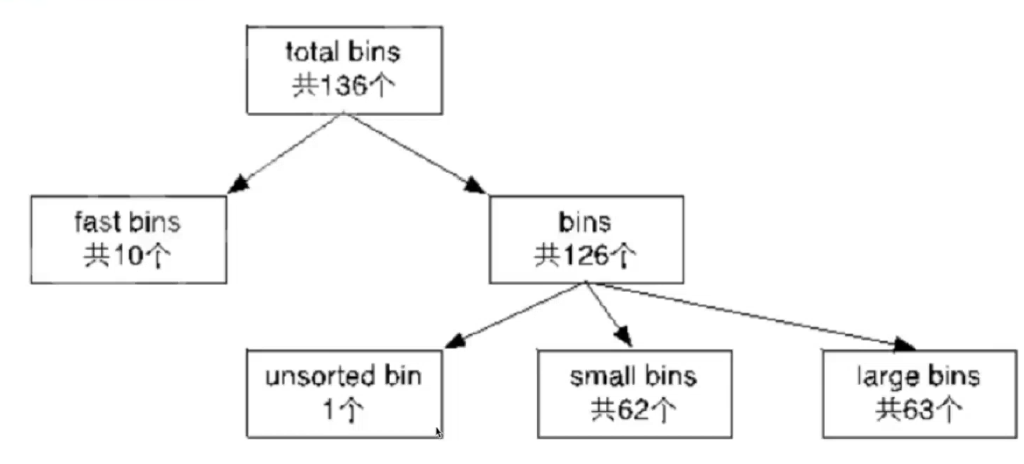 total bins
共136个
fast bins
共10个
bins
共126个
unsorted bin
1个
small bins
共62个
large bins
共63个